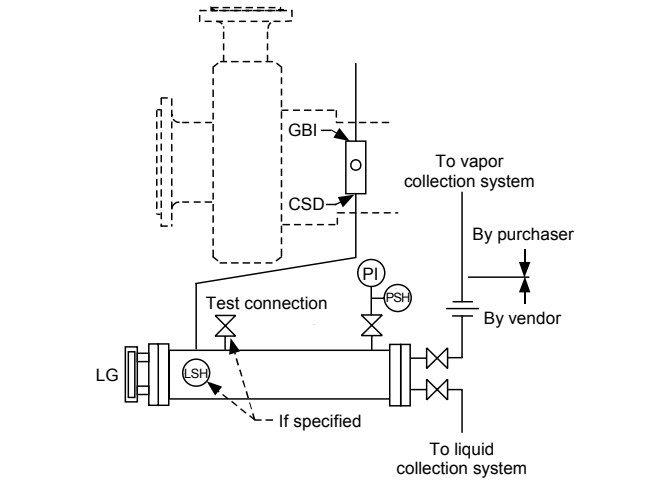 GBI
To vapor
collection system
CSD
By purchaser
PI
Test connection
PSH
By vendor
LG
LSH
If specified
To liquid
collection system